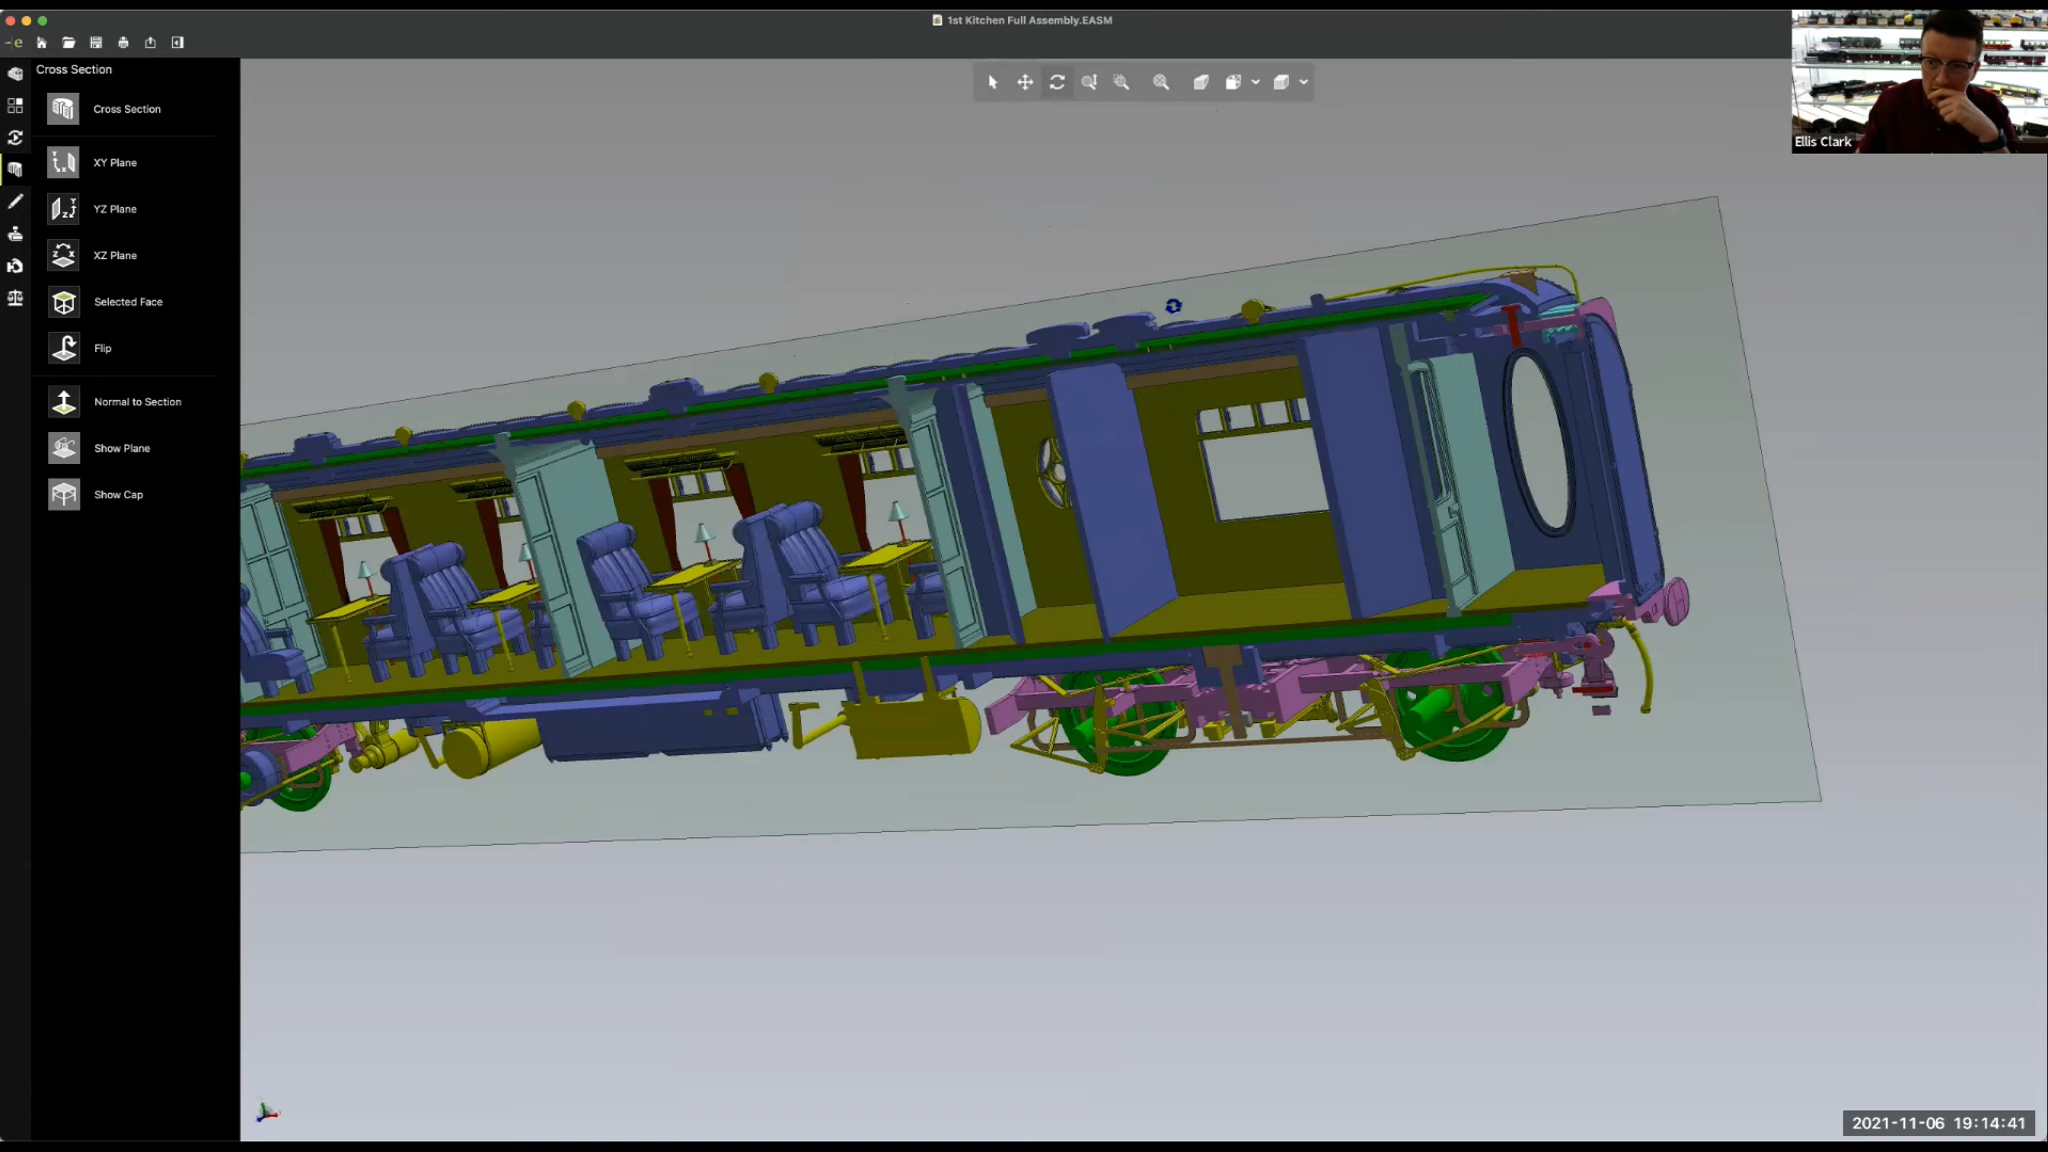 1st Kitchen Full Assembly.EASM
e
Cross Section
Cross Section
XY Plane
YZ Plane
XZ Plane
Selected Face
Flip
Normal to Section
Show Plane
Show Cap
Ellis Clark
2021-11-06 19:14:41